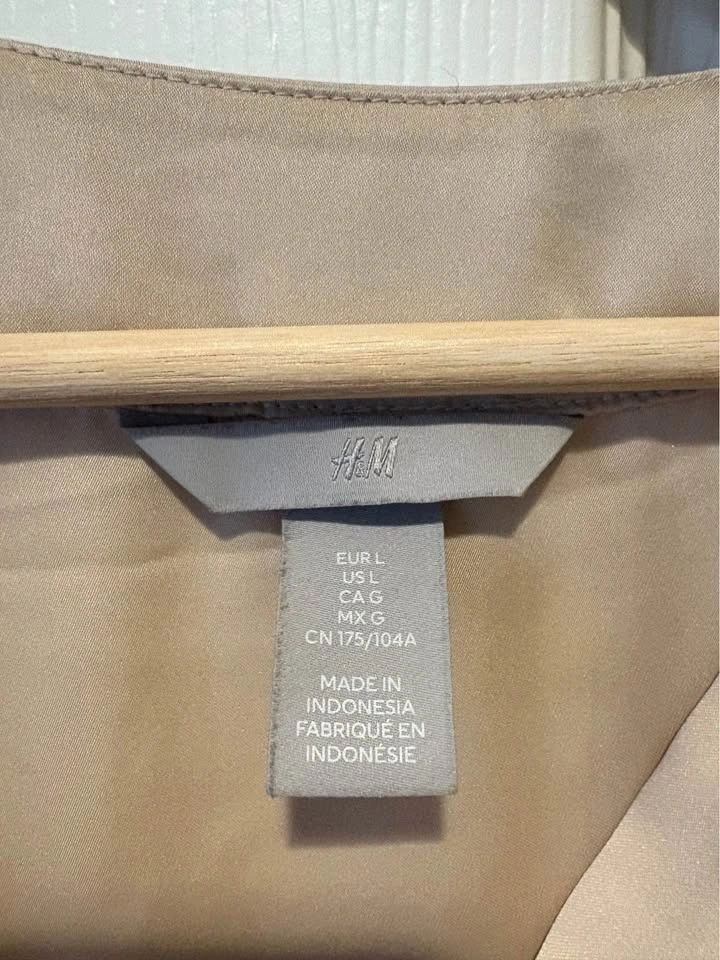 H&M
EUR L
US L
CA G
MX G
CN 175/104A
MADE IN
INDONESIA
FABRIQUÉ EN
INDONÉSIE